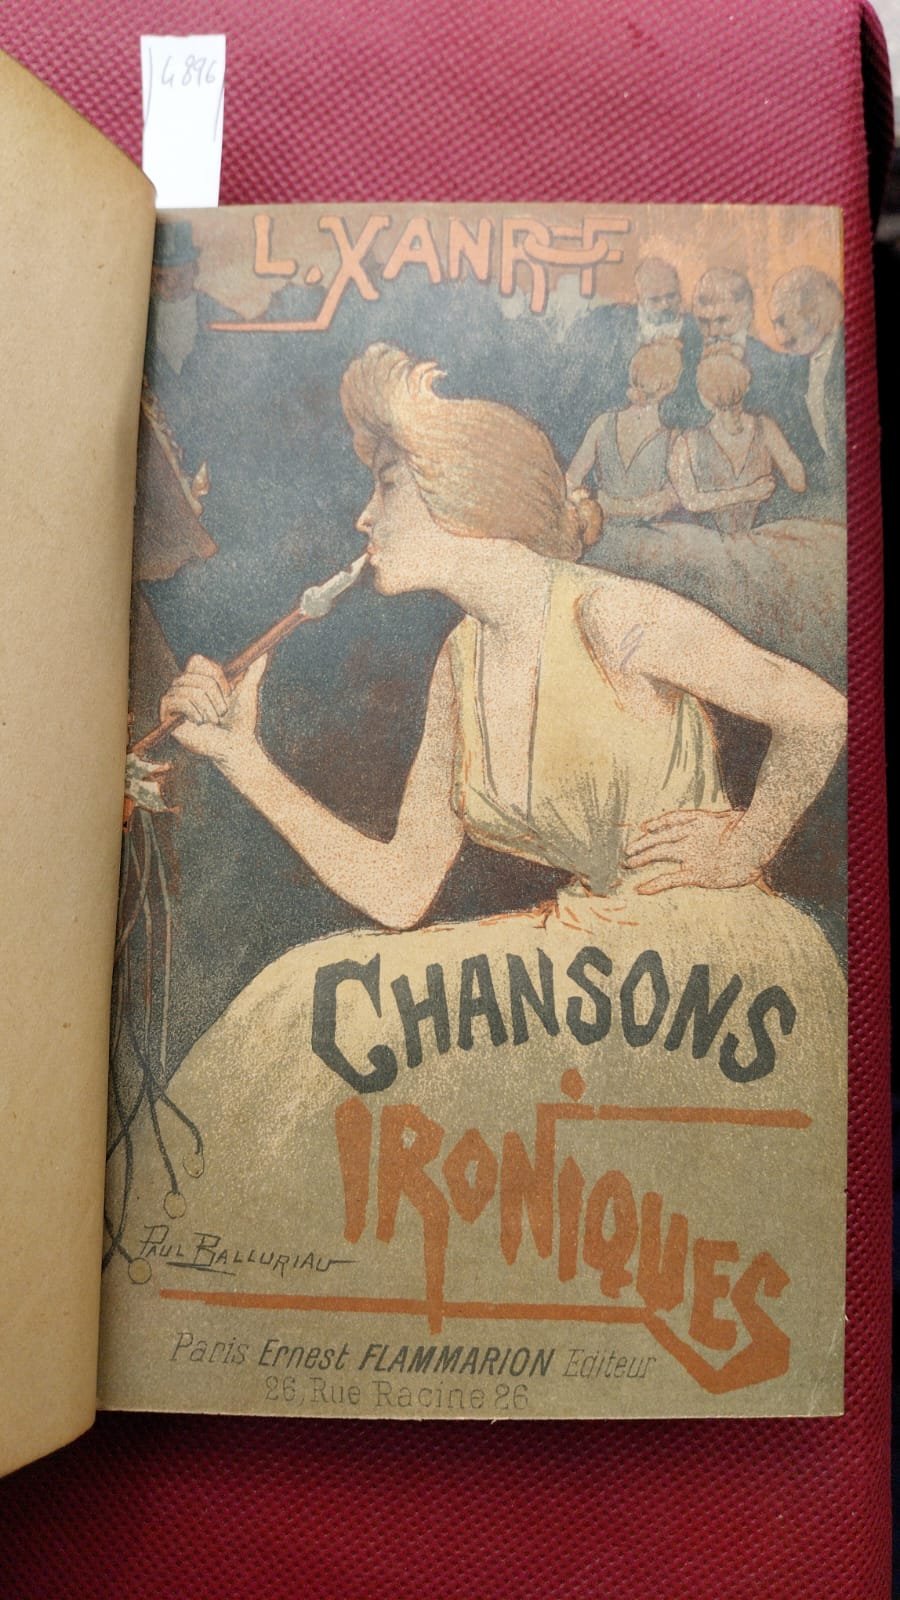 4896
L. XANROF
CHANSONS
IRONIQUES
PAUL BALLURIAU
Paris Ernest FLAMMARION Editeur
26, Rue Racine 26